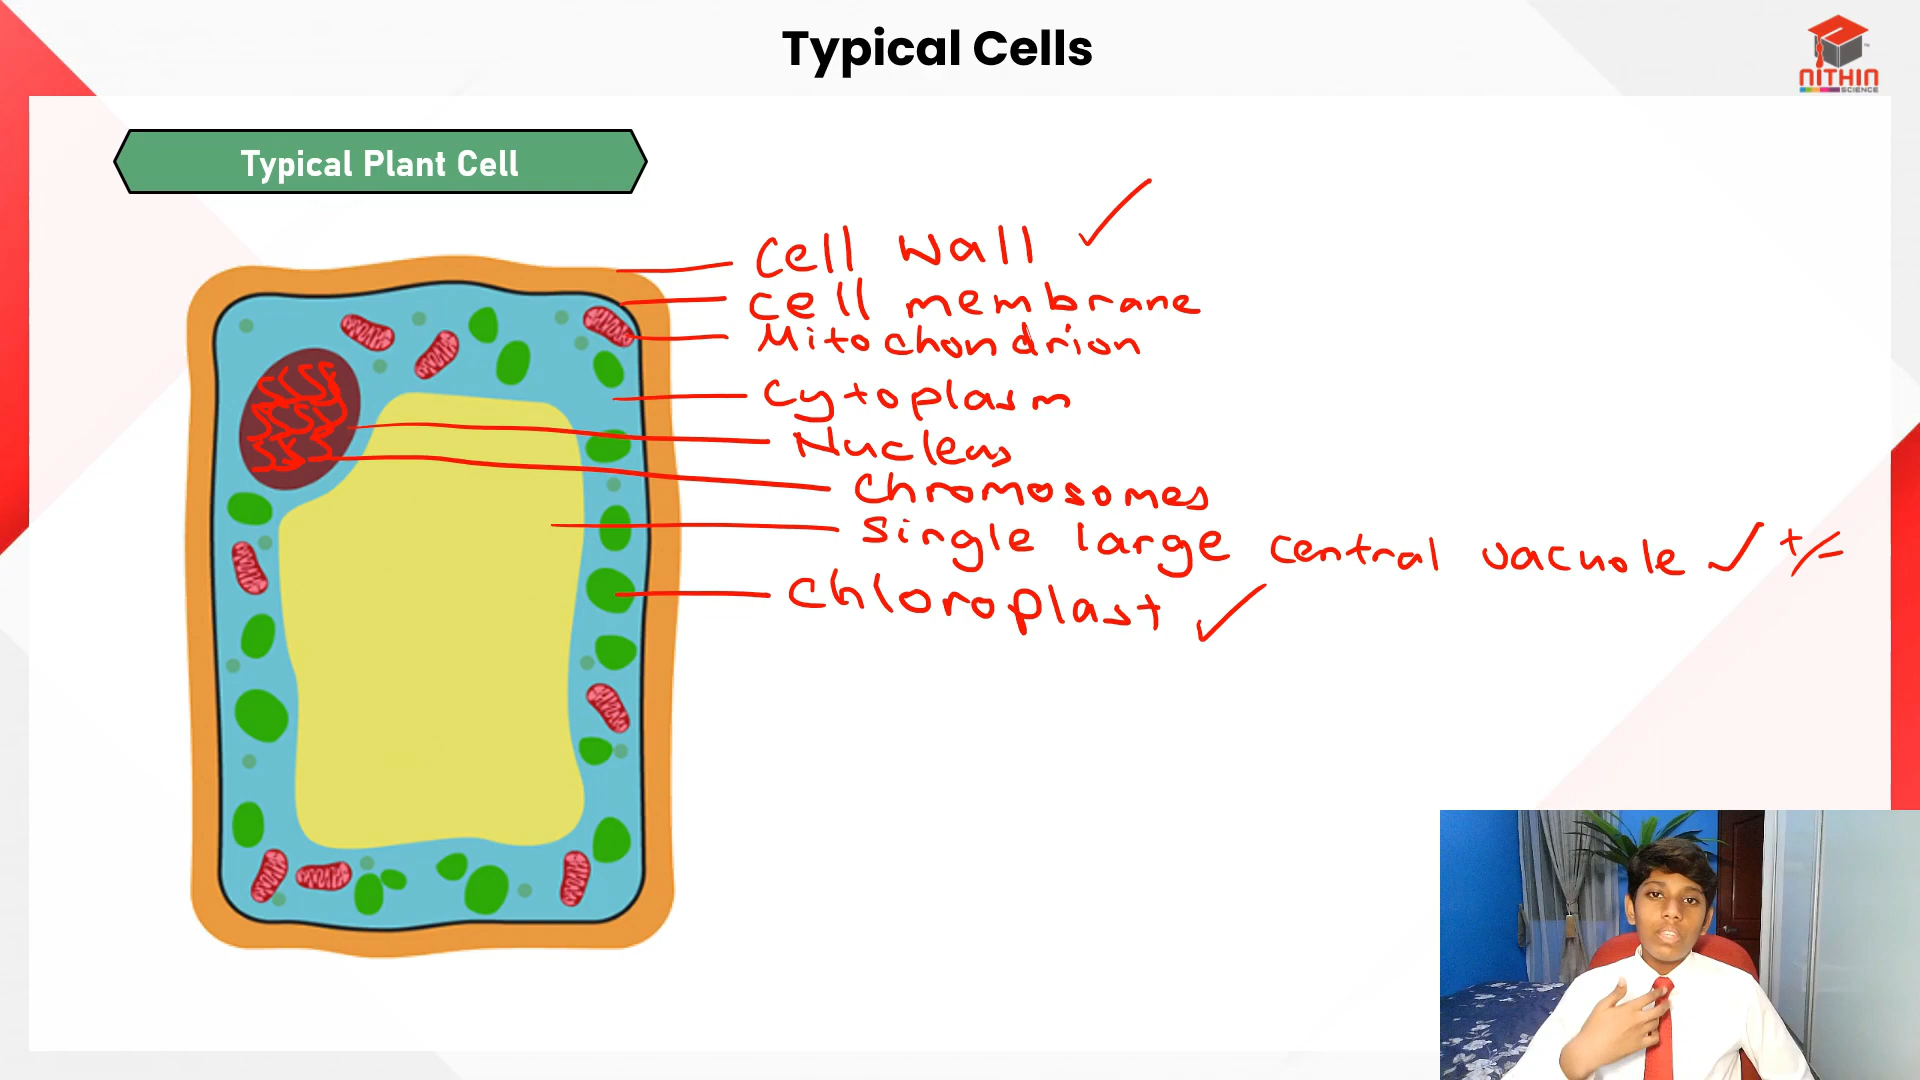 Typical Cells
NITHIN
SCIENCE
Typical Plant Cell
Cell wall ✓
Cell membrane
Mitochondrion
Cytoplasm
Nucleus
Chromosomes
Single large central vacuole ✓ +/-
Chloroplast ✓